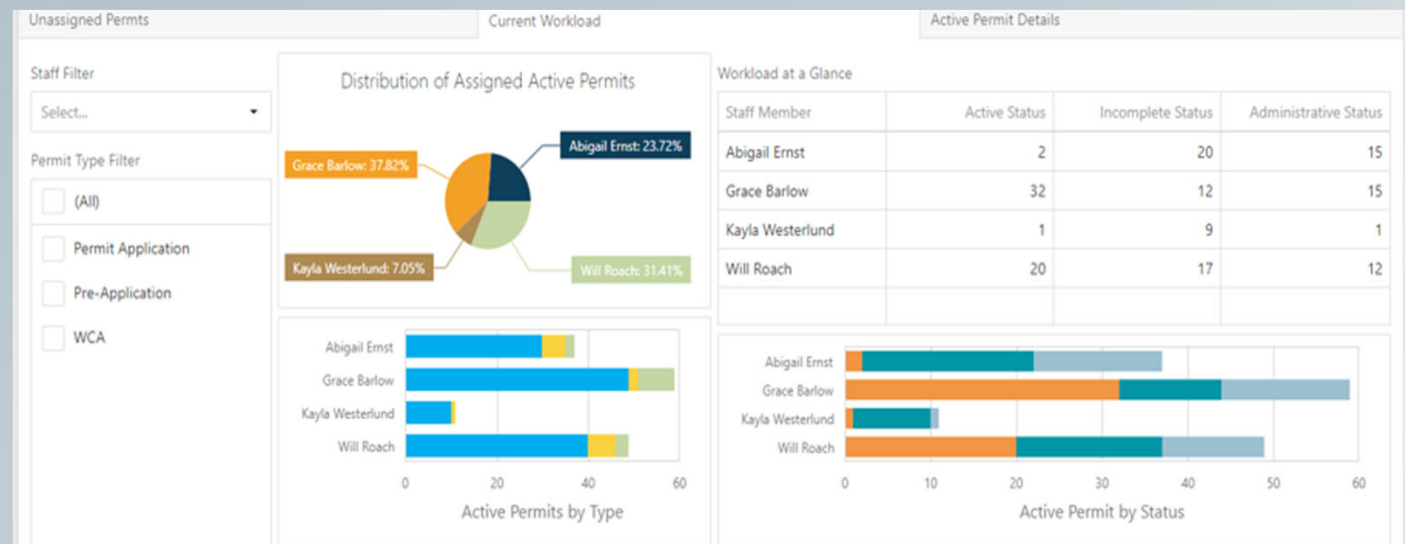 Unassigned Permts
Current Workload
Active Permit Details
Staff Filter
Select...
Permit Type Filter
(All)
Permit Application
Pre-Application
WCA
Distribution of Assigned Active Permits
Abigail Ernst: 23.72%
Grace Barlow: 37.82%
Kayla Westerlund: 7.05%
Will Roach: 31.41%
Workload at a Glance
Staff Member Active Status Incomplete Status Administrative Status
Abigail Ernst 2 20 15
Grace Barlow 32 12 15
Kayla Westerlund 1 9 1
Will Roach 20 17 12
Abigail Ernst
Grace Barlow
Kayla Westerlund
Will Roach
0 20 40 60
Active Permits by Type
Abigail Ernst
Grace Barlow
Kayla Westerlund
Will Roach
0 10 20 30 40 50 60
Active Permit by Status